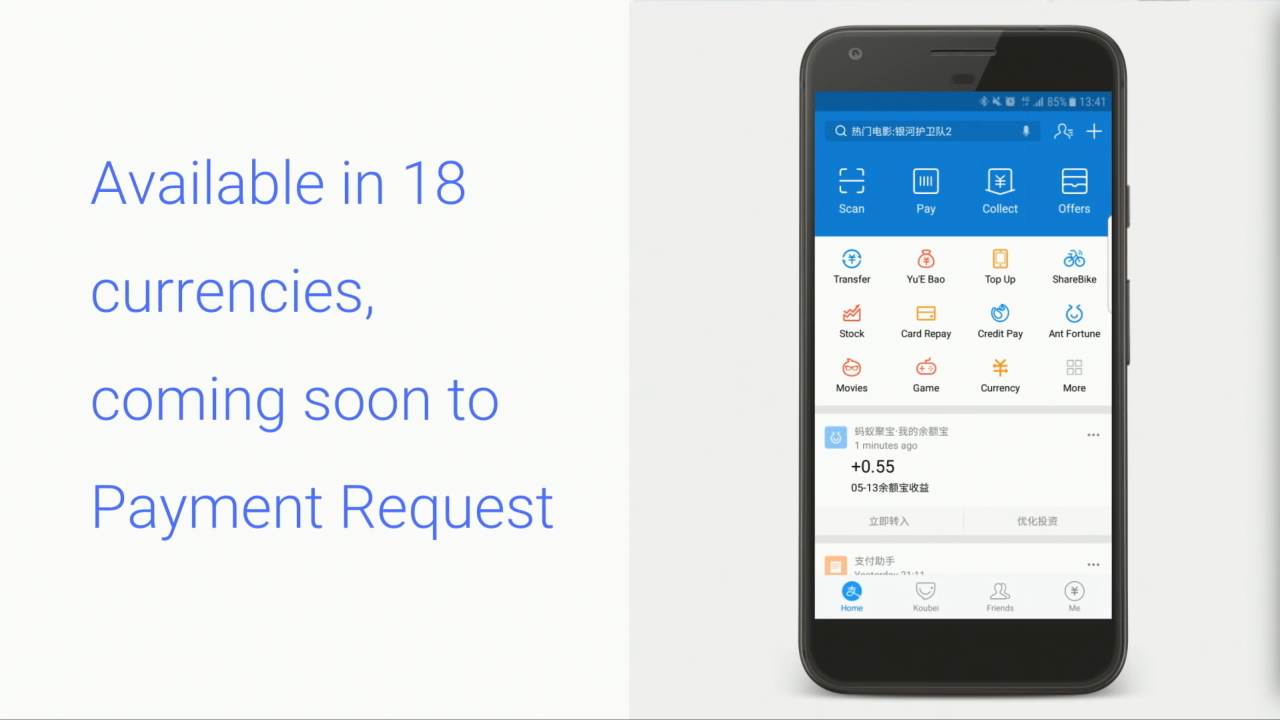 Available in 18
currencies,
coming soon to
Payment Request
85% 13:41
热门电影:银河护卫队2
Scan Pay Collect Offers
Transfer Yu'E Bao Top Up ShareBike
Stock Card Repay Credit Pay Ant Fortune
Movies Game Currency More
蚂蚁聚宝·我的余额宝
1 minutes ago
+0.55
05-13余额宝收益
立即转入 优化投资
支付助手
Yesterday 21:11
Home Koubei Friends Me